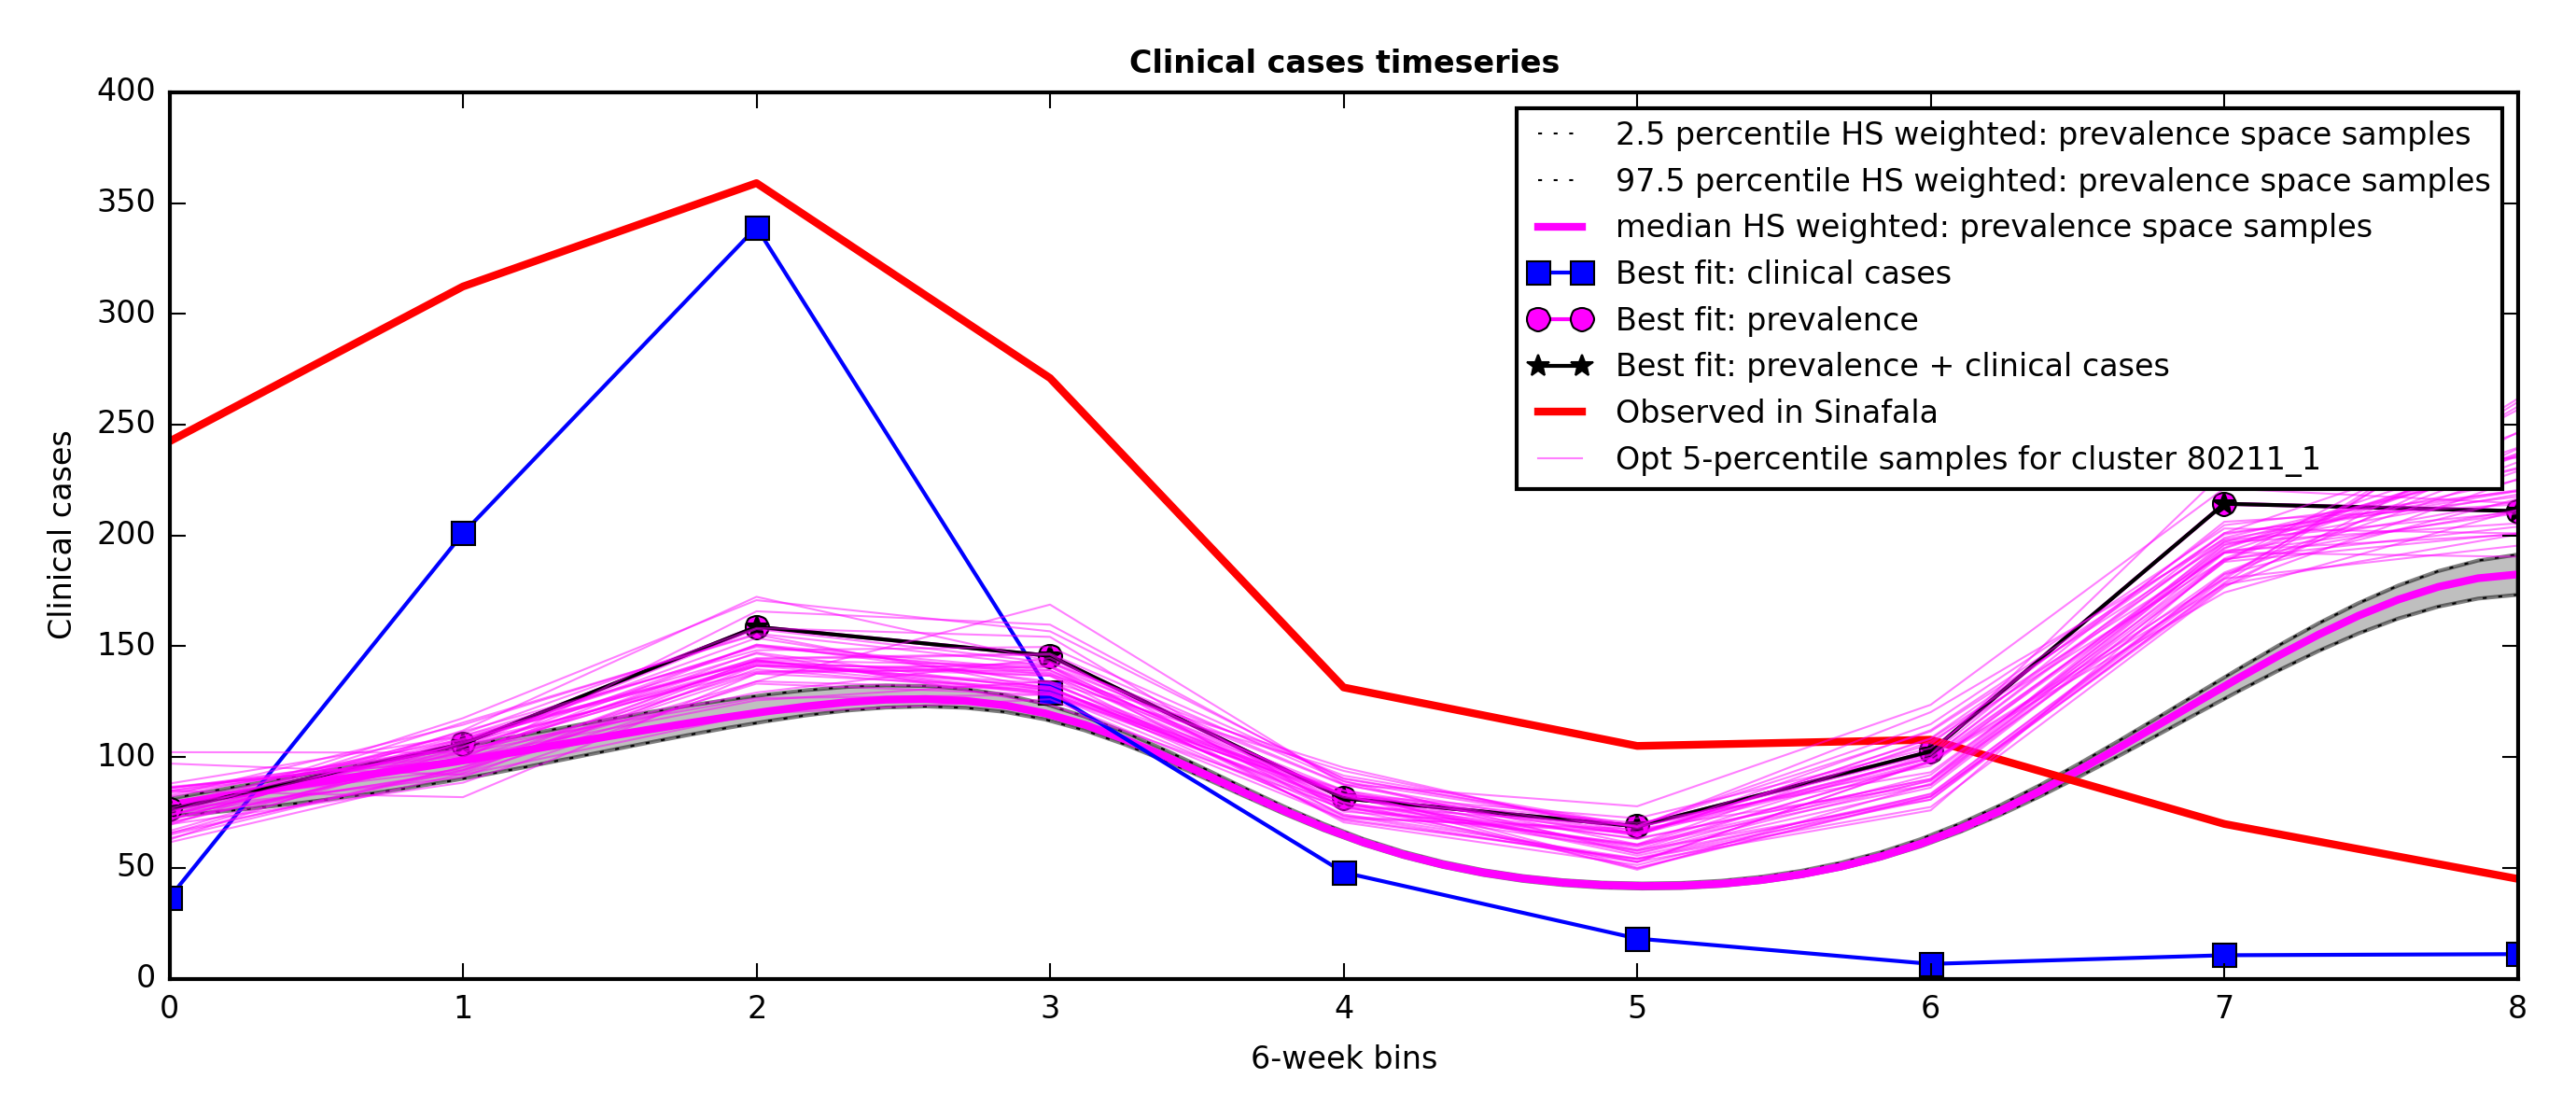 Clinical cases timeseries
400
350
300
250
200
150
100
50
0
Clinical cases
0 1 2 3 4 5 6 7 8
6-week bins
2.5 percentile HS weighted: prevalence space samples
97.5 percentile HS weighted: prevalence space samples
median HS weighted: prevalence space samples
Best fit: clinical cases
Best fit: prevalence
Best fit: prevalence + clinical cases
Observed in Sinafala
Opt 5-percentile samples for cluster 80211_1